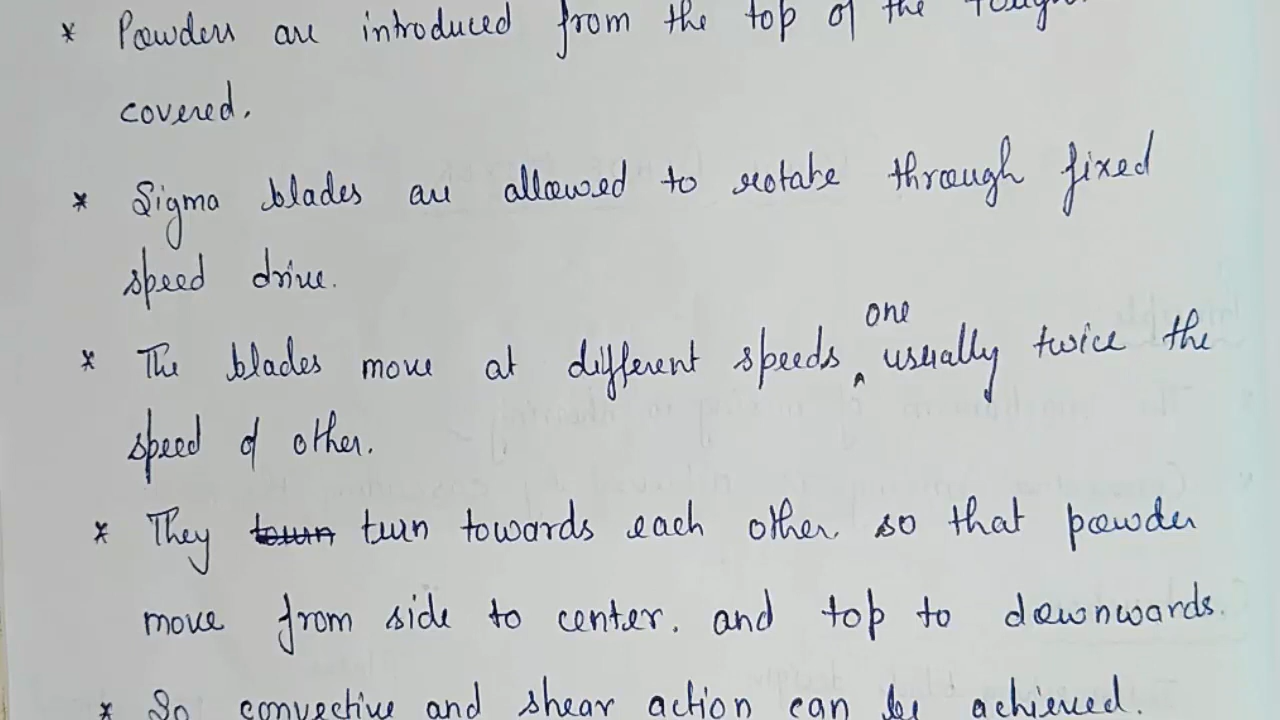 * Powders are introduced from the top of the
covered.
* Sigma blades are allowed to rotate through fixed
speed drive.
* The blades move at different speeds ^one usually twice the
speed of other.
* They ~~town~~ turn towards each other. so that powder
move from side to center. and top to downwards.
* So convective and shear action can be achieved.